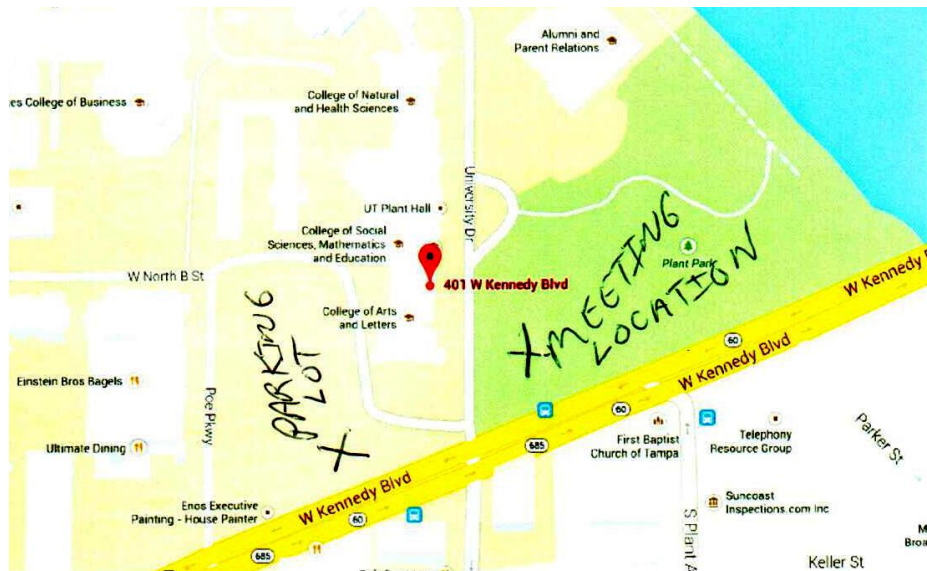 Alumni and
Parent Relations
es College of Business
College of Natural
and Health Sciences
University Dr
UT Plant Hall
College of Social
Sciences, Mathematics
and Education
W North B St
401 W Kennedy Blvd
Plant Park
X MEETING
LOCATION
College of Arts
and Letters
PARKING
LOT
X
W Kennedy B
60
W Kennedy Blvd
Einstein Bros Bagels
Poe Pkwy
60
685
First Baptist
Church of Tampa
Telephony
Resource Group
Parker St
Ultimate Dining
W Kennedy Blvd
Enos Executive
Painting - House Painter
60
685
Suncoast
Inspections.com Inc
S Plant A
M
Broa
Keller St